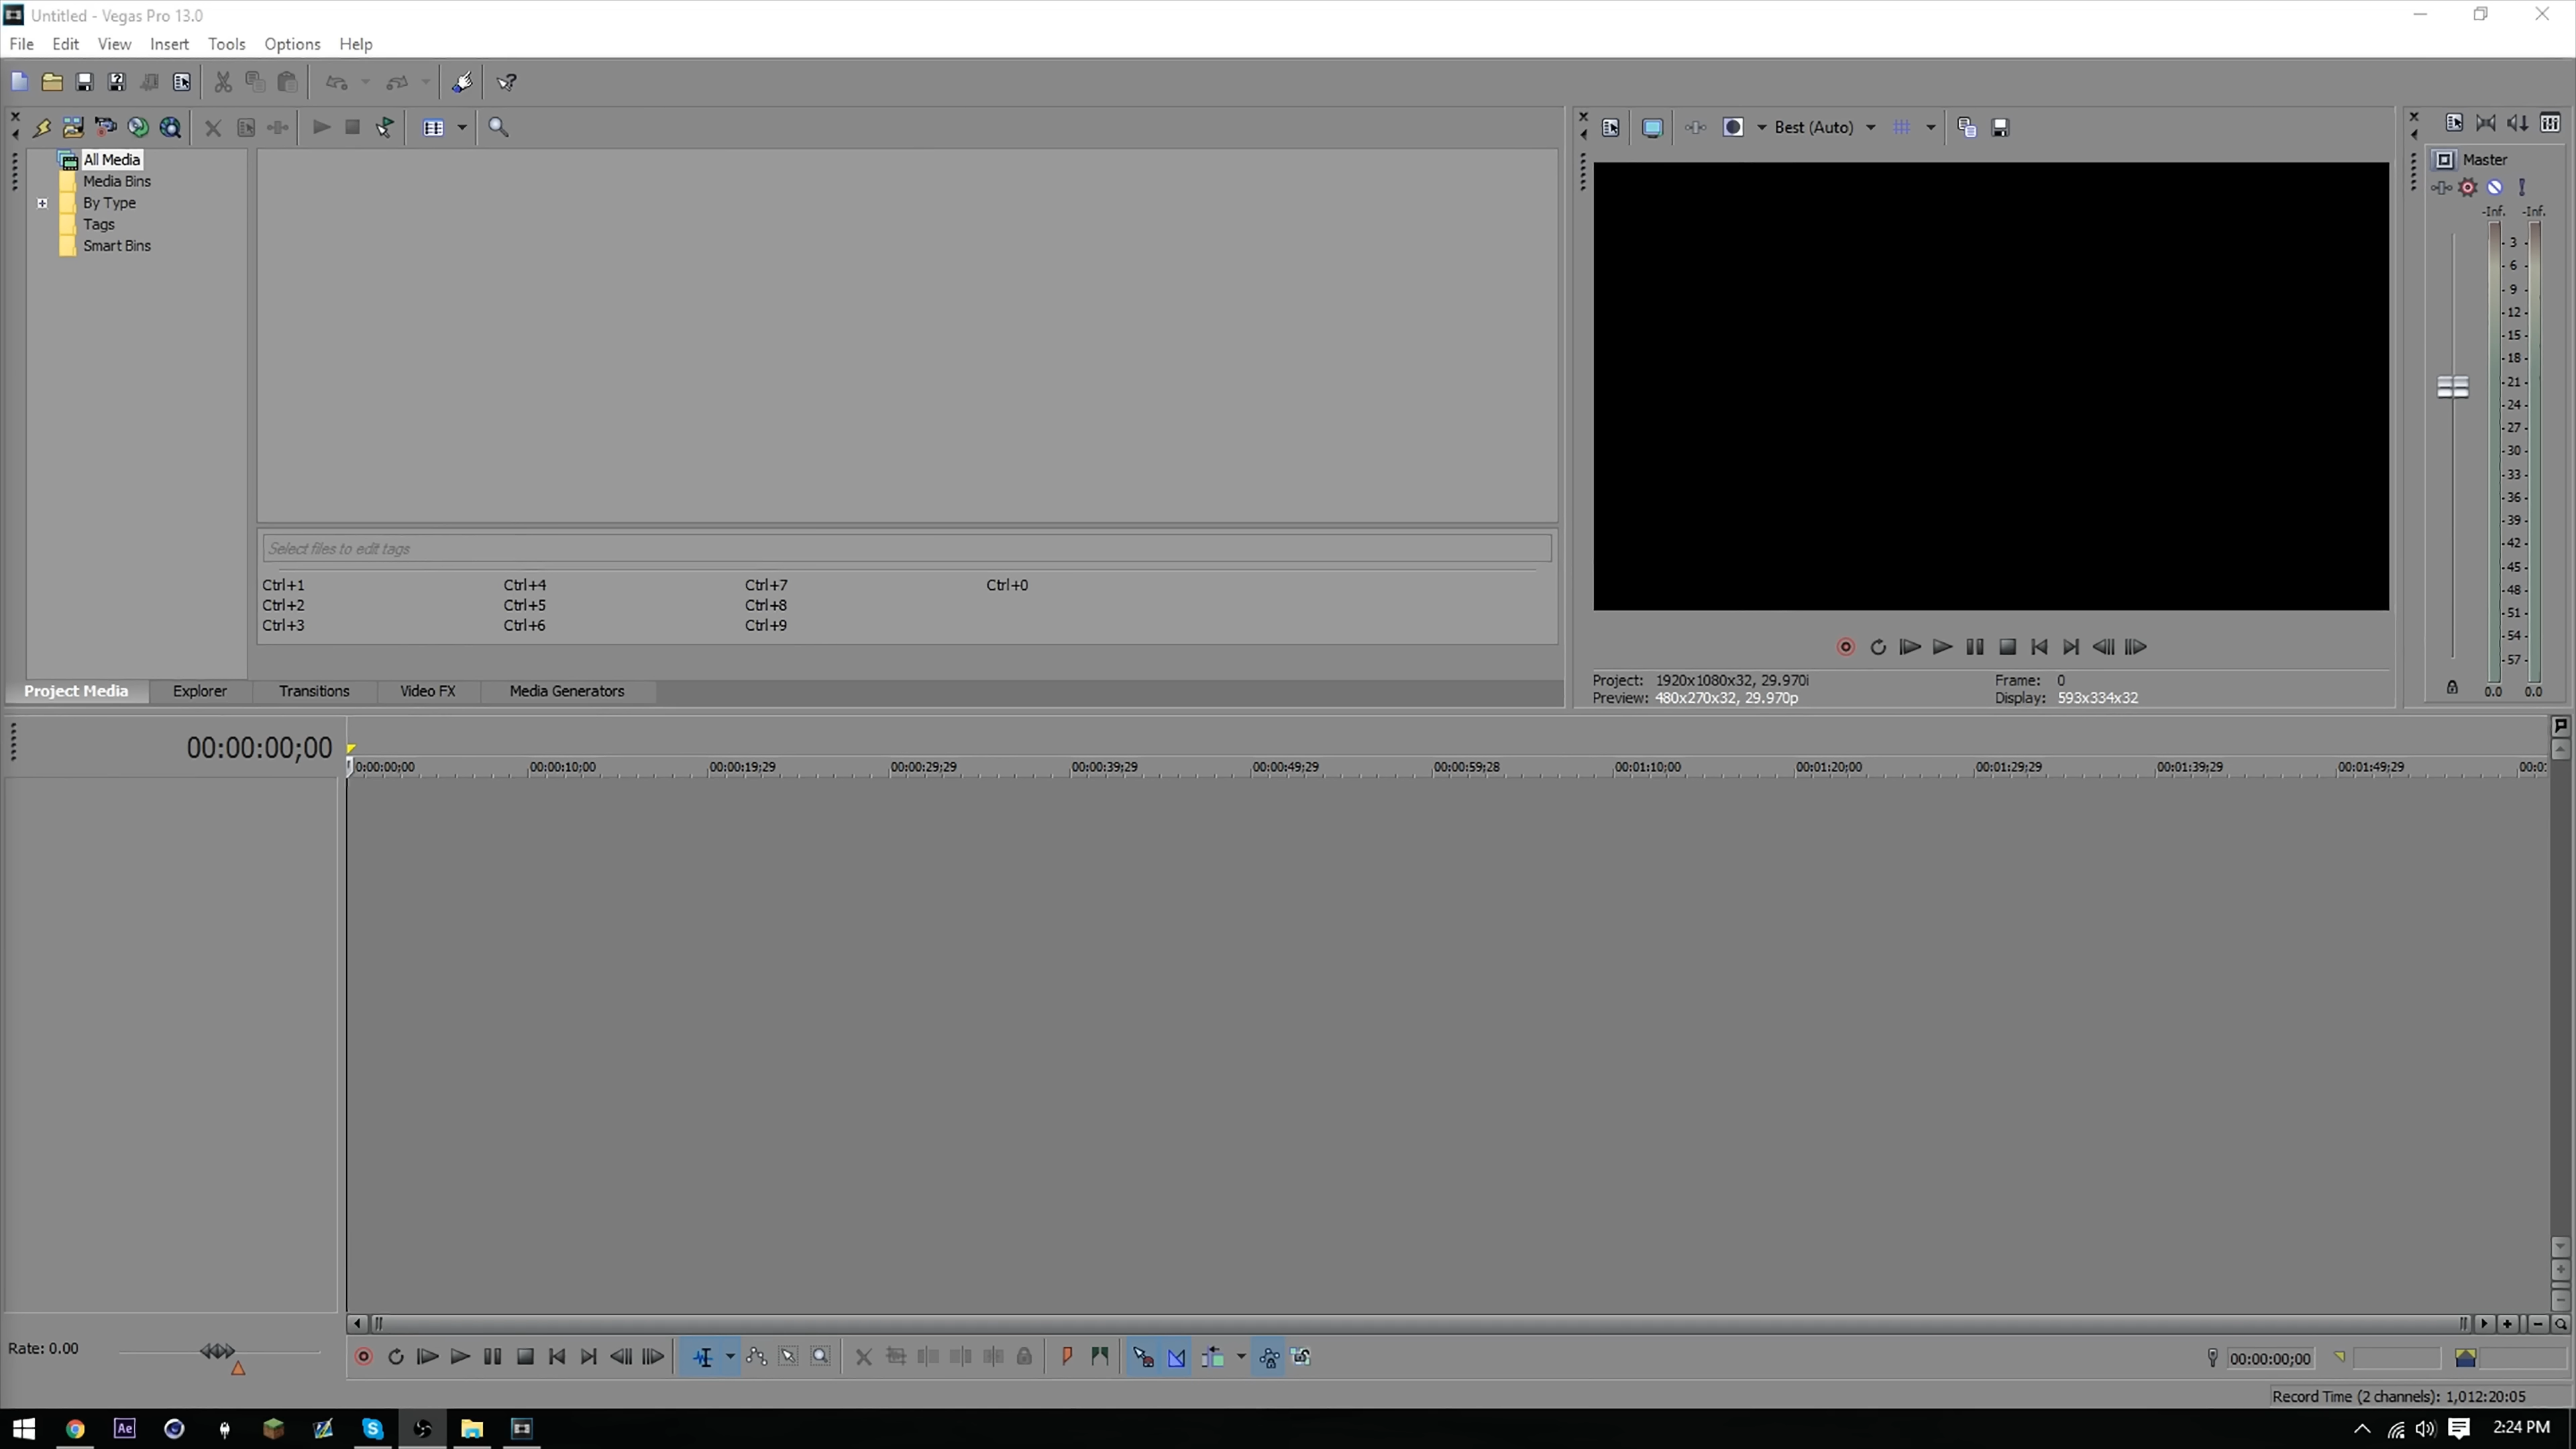 Untitled - Vegas Pro 13.0
File Edit View Insert Tools Options Help
Best (Auto)
All Media
Media Bins
By Type
Tags
Smart Bins
Select files to edit tags
Ctrl+1 Ctrl+4 Ctrl+7 Ctrl+0
Ctrl+2 Ctrl+5 Ctrl+8
Ctrl+3 Ctrl+6 Ctrl+9
Project Media Explorer Transitions Video FX Media Generators
Project: 1920x1080x32, 29.970i Frame: 0
Preview: 480x270x32, 29.970p Display: 593x334x32
Master
-Inf. -Inf.
- 3 -
- 6 -
- 9 -
-12 -
-15 -
-18 -
-21 -
-24 -
-27 -
-30 -
-33 -
-36 -
-39 -
-42 -
-45 -
-48 -
-51 -
-54 -
-57 -
0.0 0.0
00:00:00;00
0:00:00;00 00:00:10;00 00:00:19;29 00:00:29;29 00:00:39;29 00:00:49;29 00:00:59;28 00:01:10;00 00:01:20;00 00:01:29;29 00:01:39;29 00:01:49;29 00:0
Rate: 0.00
00:00:00;00
Record Time (2 channels): 1,012:20:05
Ae
2:24 PM